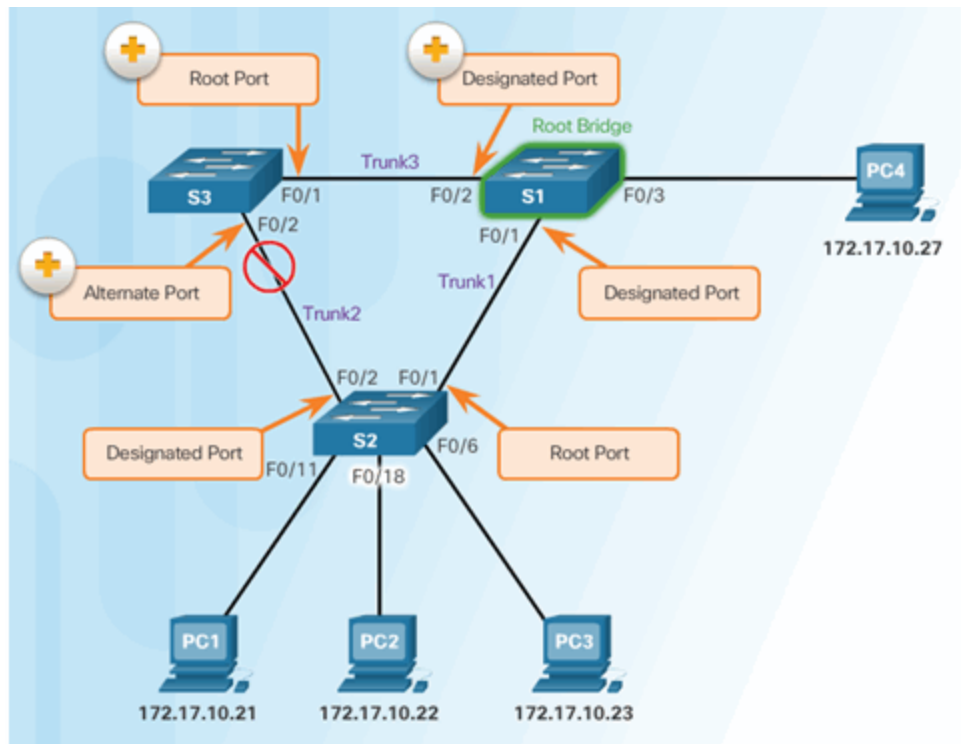 Root Port
Designated Port
Root Bridge
Trunk3
PC4
S3
F0/1
F0/2
S1
F0/3
F0/2
F0/1
172.17.10.27
Alternate Port
Trunk1
Designated Port
Trunk2
F0/2
F0/1
Designated Port
S2
F0/6
Root Port
F0/11
F0/18
PC1
PC2
PC3
172.17.10.21
172.17.10.22
172.17.10.23